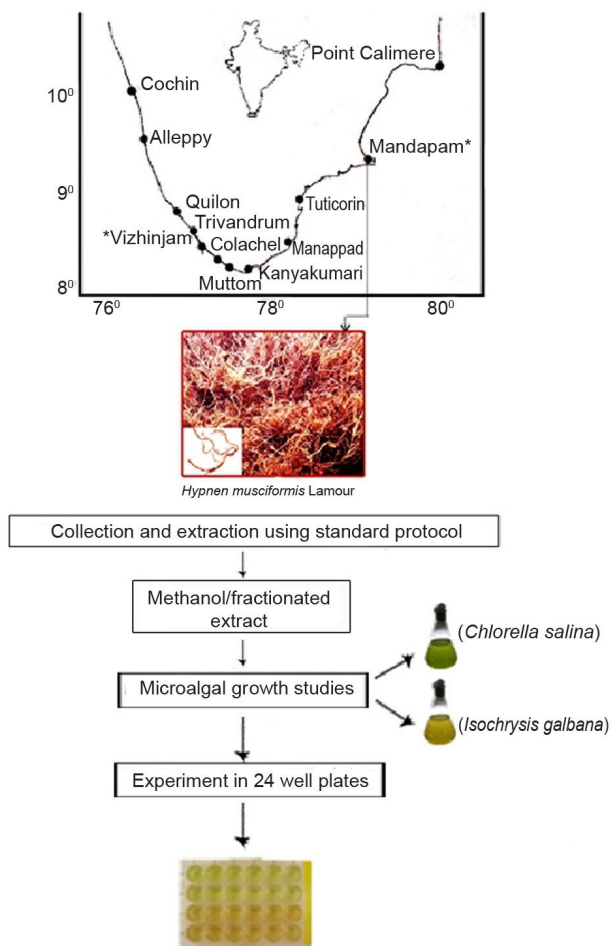 Point Calimere
10⁰
Cochin
Alleppy
Mandapam*
9⁰
Quilon
Tuticorin
Trivandrum
*Vizhinjam
Colachel
Manappad
Muttom
Kanyakumari
8⁰
76⁰
78⁰
80⁰
Hypnen musciformis Lamour
Collection and extraction using standard protocol
Methanol/fractionated
extract
(Chlorella salina)
Microalgal growth studies
(Isochrysis galbana)
Experiment in 24 well plates